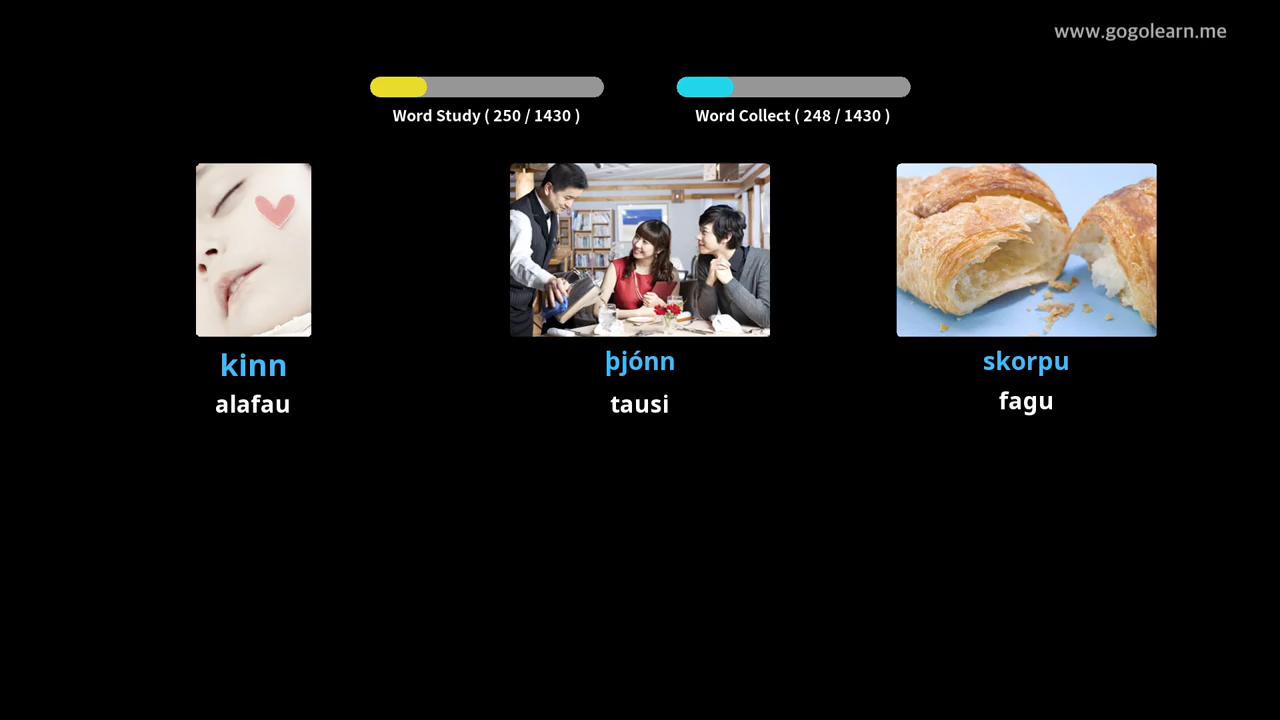 www.gogolearn.me
Word Study ( 250 / 1430 )
Word Collect ( 248 / 1430 )
kinn
alafau
þjónn
tausi
skorpu
fagu